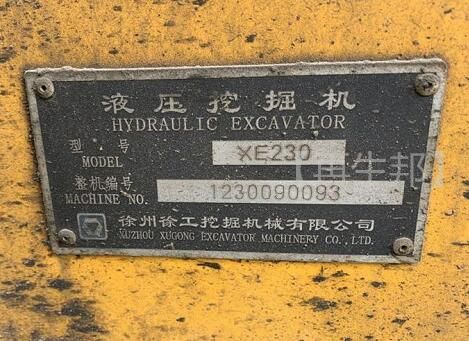 液压挖掘机
HYDRAULIC EXCAVATOR
型号 XE230
MODEL
整机编号 1230090093
MACHINE NO.
徐州徐工挖掘机械有限公司
XUZHOU XUGONG EXCAVATOR MACHINERY CO., LTD.
再生邦